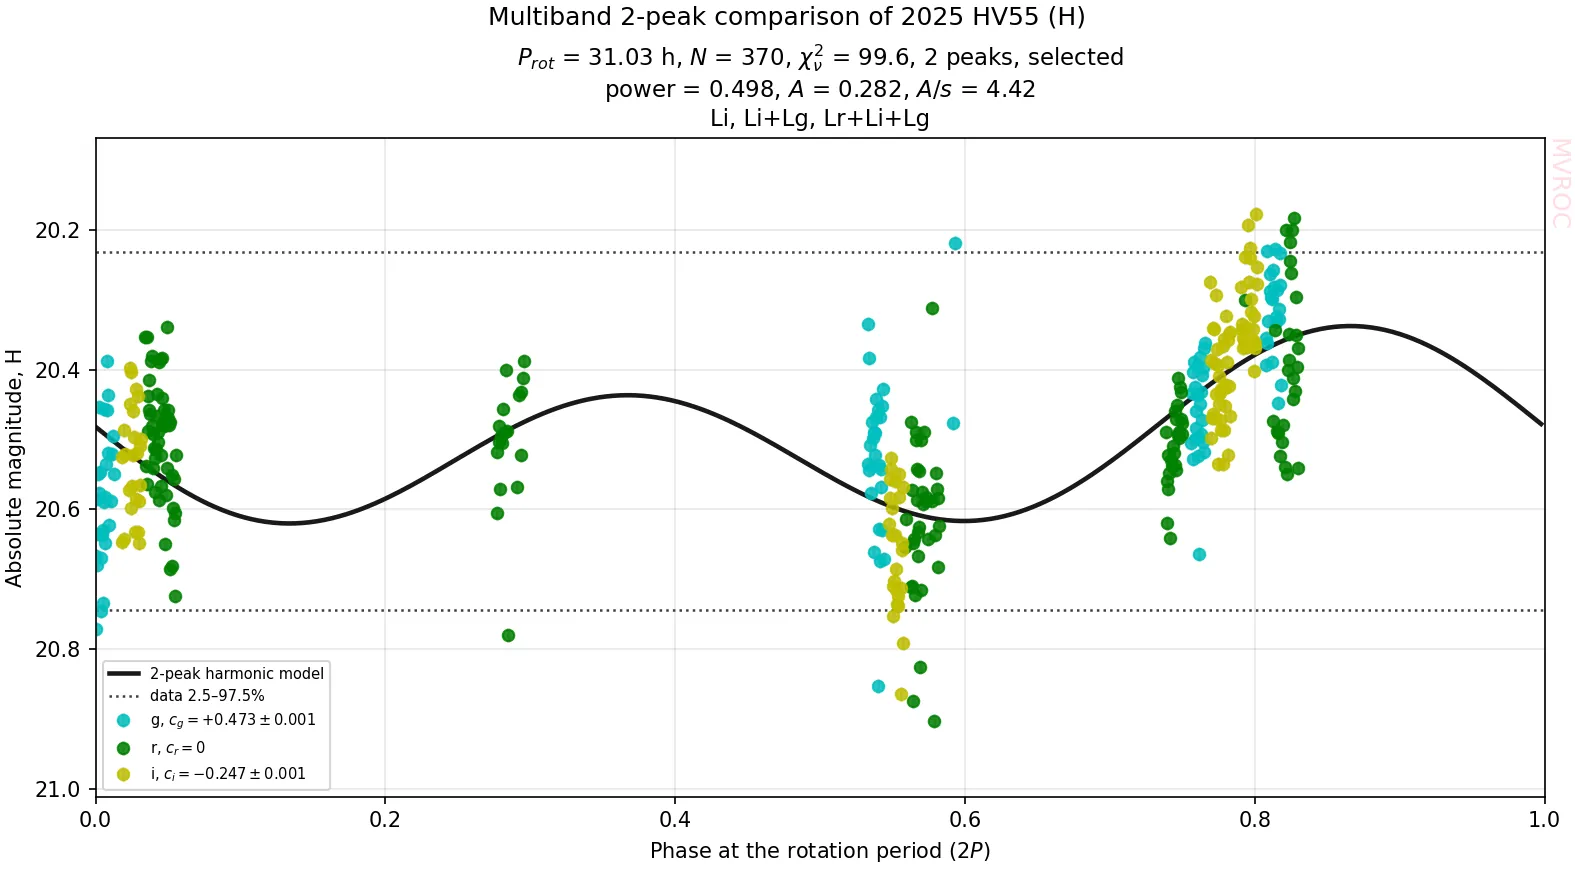 Multiband 2-peak comparison of 2025 HV55 (H)
P_rot = 31.03 h, N = 370, χ²_ν = 99.6, 2 peaks, selected
power = 0.498, A = 0.282, A/s = 4.42
Li, Li+Lg, Lr+Li+Lg
MVROC
Absolute magnitude, H
20.2
20.4
20.6
20.8
21.0
2-peak harmonic model
data 2.5–97.5%
g, c_g = +0.473 ± 0.001
r, c_r = 0
i, c_i = −0.247 ± 0.001
0.0 0.2 0.4 0.6 0.8 1.0
Phase at the rotation period (2P)